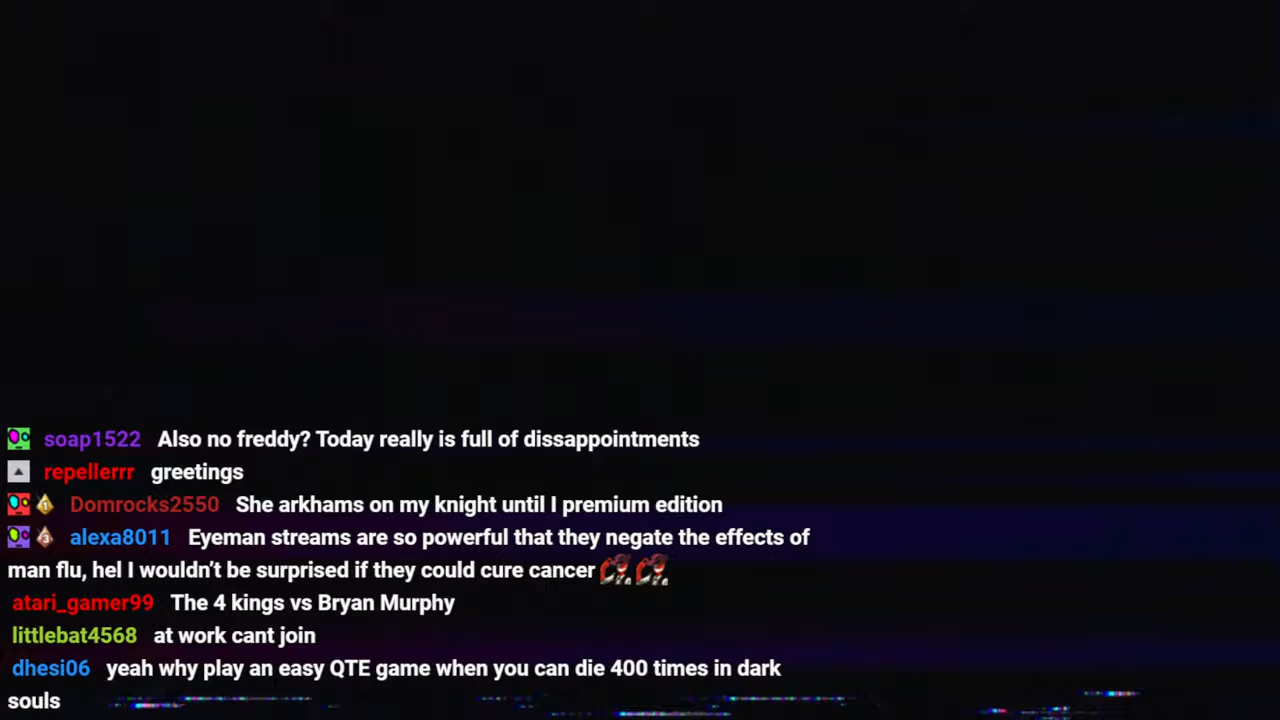 soap1522 Also no freddy? Today really is full of dissappointments
repellerrr greetings
Domrocks2550 She arkhams on my knight until I premium edition
alexa8011 Eyeman streams are so powerful that they negate the effects of
man flu, hel I wouldn’t be surprised if they could cure cancer
atari_gamer99 The 4 kings vs Bryan Murphy
littlebat4568 at work cant join
dhesi06 yeah why play an easy QTE game when you can die 400 times in dark
souls